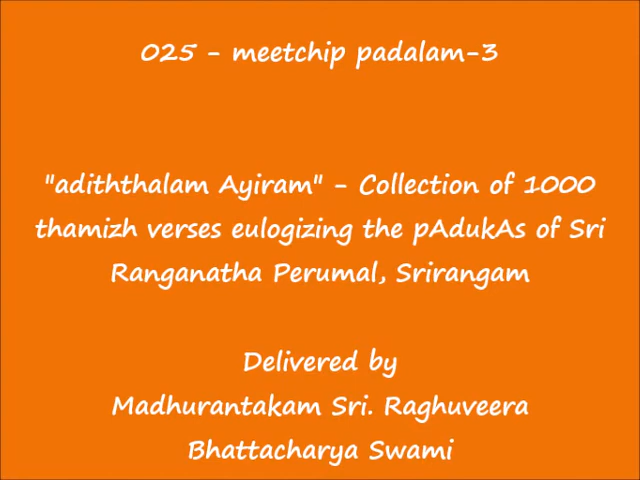 025 - meetchip padalam-3
"adiththalam Ayiram" - Collection of 1000
thamizh verses eulogizing the pAdukAs of Sri
Ranganatha Perumal, Srirangam
Delivered by
Madhurantakam Sri. Raghuveera
Bhattacharya Swami